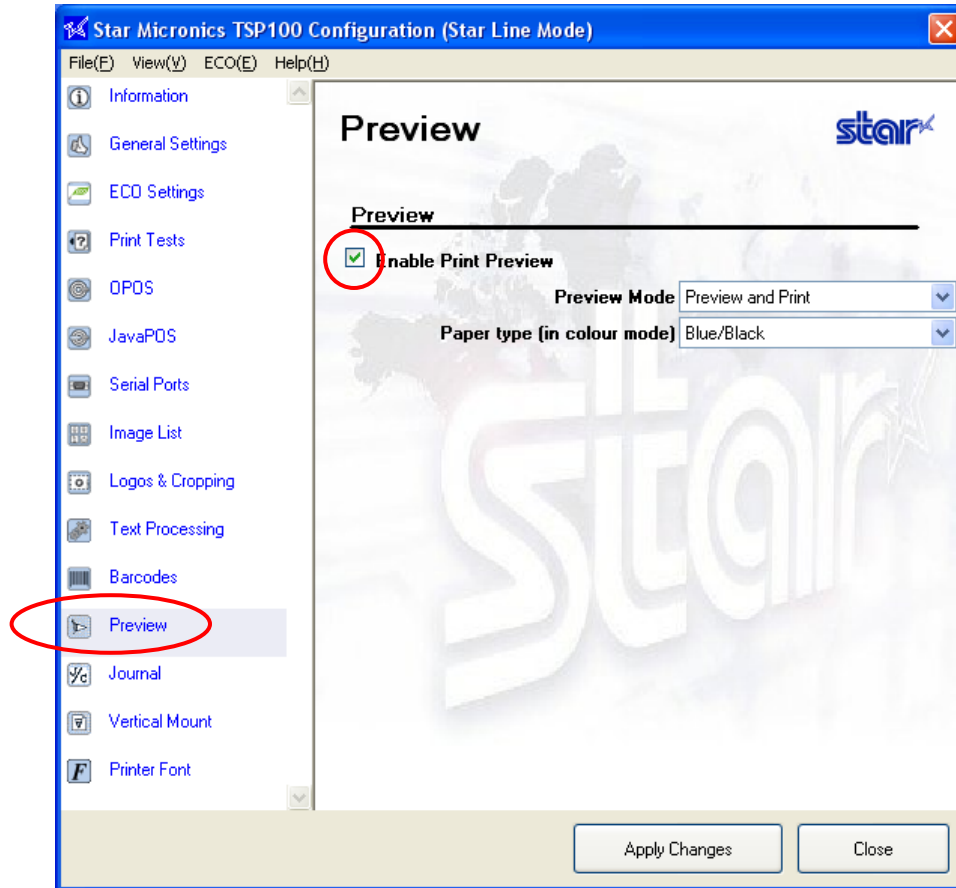 Star Micronics TSP100 Configuration (Star Line Mode)
File(F) View(V) ECO(E) Help(H)
Information
General Settings
ECO Settings
Print Tests
OPOS
JavaPOS
Serial Ports
Image List
Logos & Cropping
Text Processing
Barcodes
Preview
Journal
Vertical Mount
Printer Font
Preview
star
Preview
Enable Print Preview
Preview Mode Preview and Print
Paper type (in colour mode) Blue/Black
star
Apply Changes Close